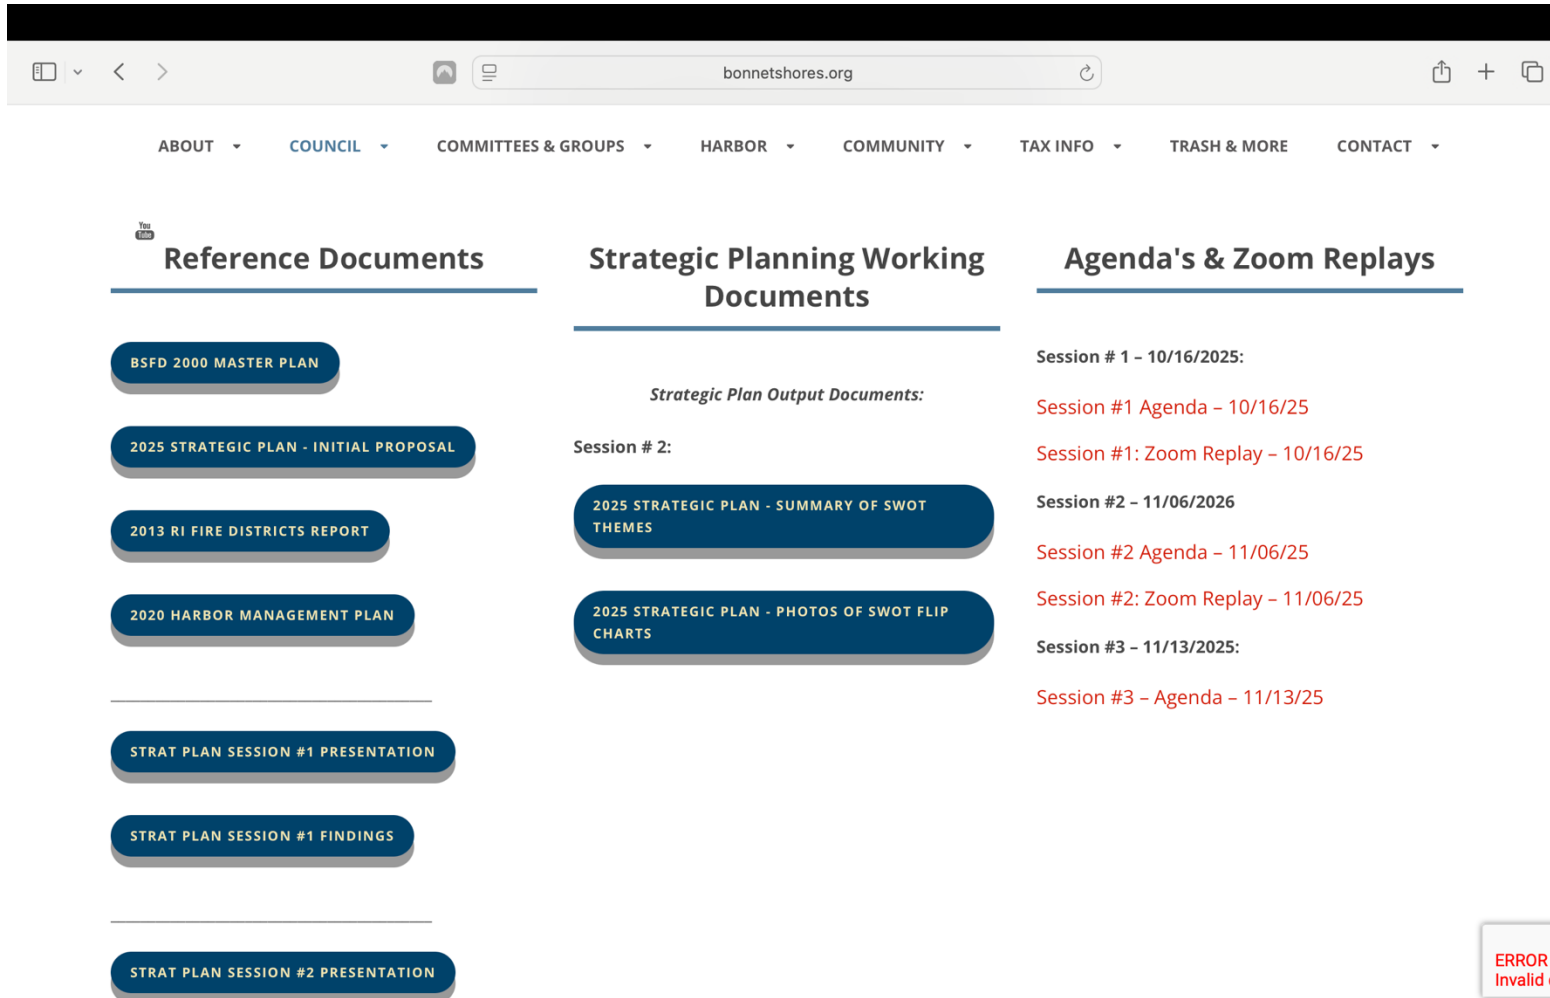 bonnetshores.org
ABOUT
COUNCIL
COMMITTEES & GROUPS
HARBOR
COMMUNITY
TAX INFO
TRASH & MORE
CONTACT
You
Tube
Reference Documents
BSFD 2000 MASTER PLAN
2025 STRATEGIC PLAN - INITIAL PROPOSAL
2013 RI FIRE DISTRICTS REPORT
2020 HARBOR MANAGEMENT PLAN
STRAT PLAN SESSION #1 PRESENTATION
STRAT PLAN SESSION #1 FINDINGS
STRAT PLAN SESSION #2 PRESENTATION
Strategic Planning Working
Documents
Strategic Plan Output Documents:
Session # 2:
2025 STRATEGIC PLAN - SUMMARY OF SWOT
THEMES
2025 STRATEGIC PLAN - PHOTOS OF SWOT FLIP
CHARTS
Agenda's & Zoom Replays
Session # 1 – 10/16/2025:
Session #1 Agenda – 10/16/25
Session #1: Zoom Replay – 10/16/25
Session #2 – 11/06/2026
Session #2 Agenda – 11/06/25
Session #2: Zoom Replay – 11/06/25
Session #3 – 11/13/2025:
Session #3 – Agenda – 11/13/25
ERROR
Invalid